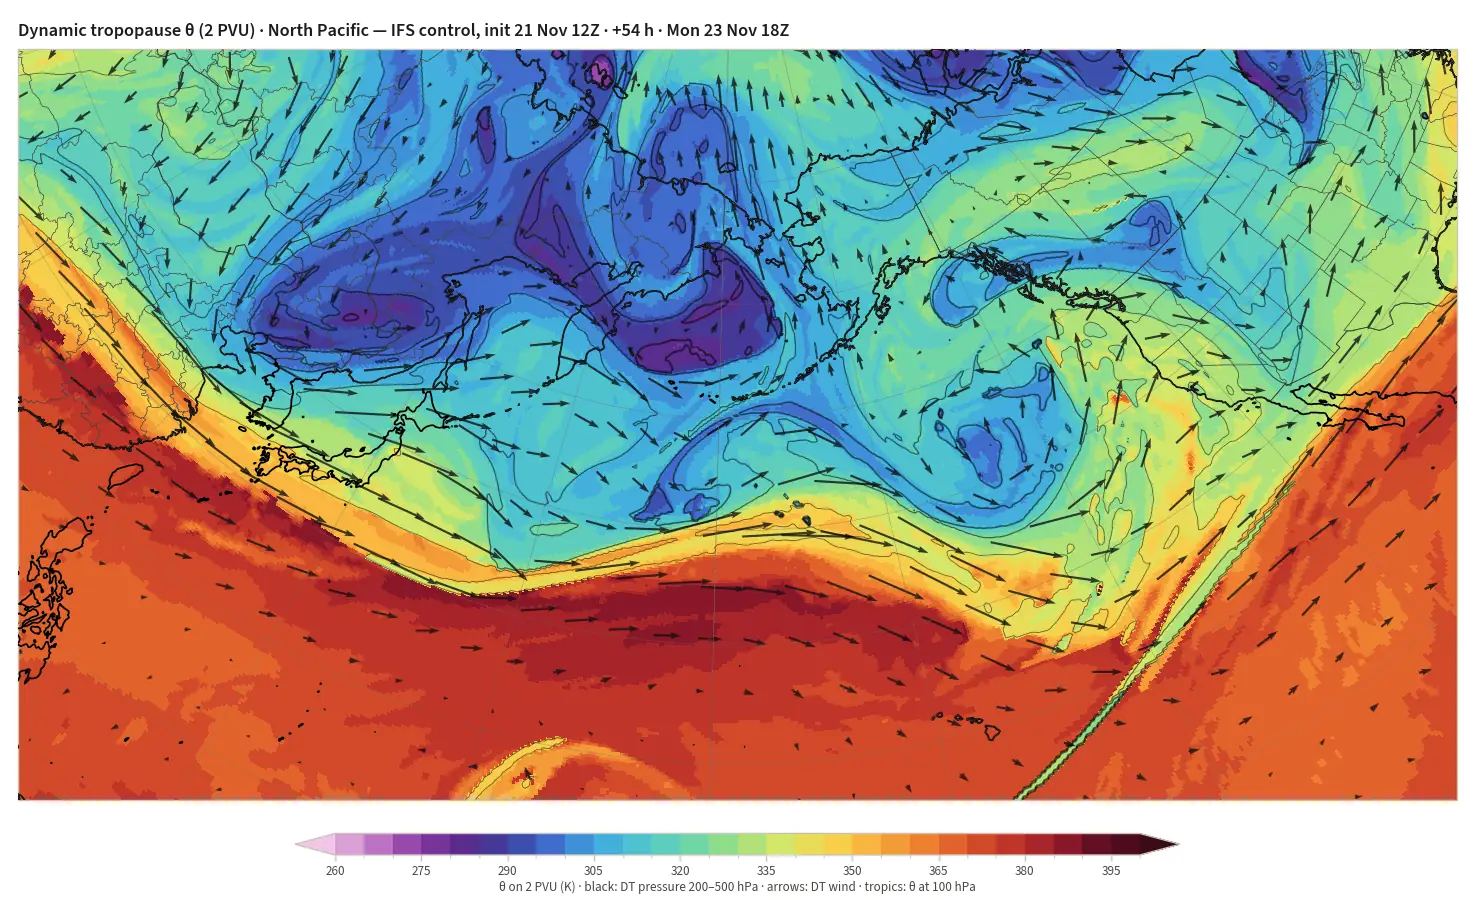 Dynamic tropopause θ (2 PVU) · North Pacific — IFS control, init 21 Nov 12Z · +54 h · Mon 23 Nov 18Z
260 275 290 305 320 335 350 365 380 395
θ on 2 PVU (K) · black: DT pressure 200–500 hPa · arrows: DT wind · tropics: θ at 100 hPa